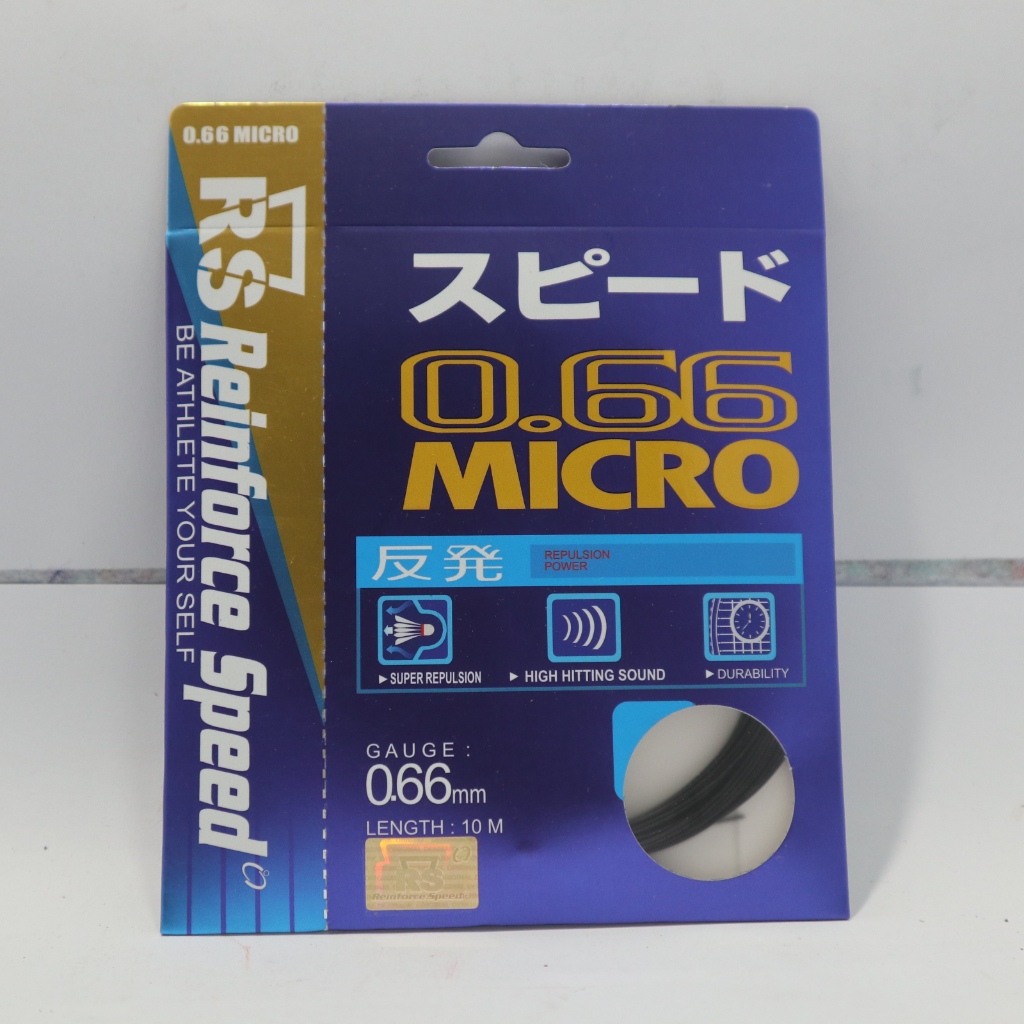 0.66 MICRO
RS
Reinforce Speed
BE ATHLETE YOUR SELF
スピード
0.66
MICRO
反発
REPULSION
POWER
▶ SUPER REPULSION
▶ HIGH HITTING SOUND
▶ DURABILITY
GAUGE :
0.66mm
LENGTH : 10 M
RS
Reinforce Speed